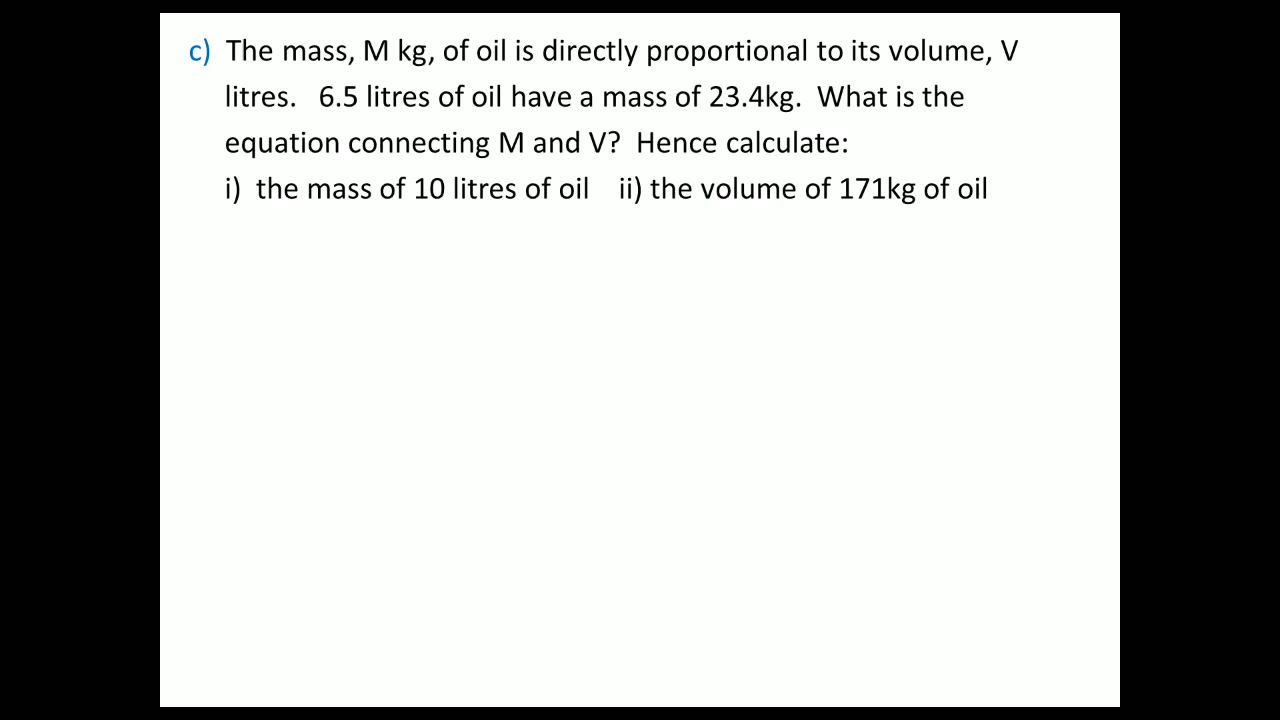 c) The mass, M kg, of oil is directly proportional to its volume, V
litres. 6.5 litres of oil have a mass of 23.4kg. What is the
equation connecting M and V? Hence calculate:
i) the mass of 10 litres of oil ii) the volume of 171kg of oil